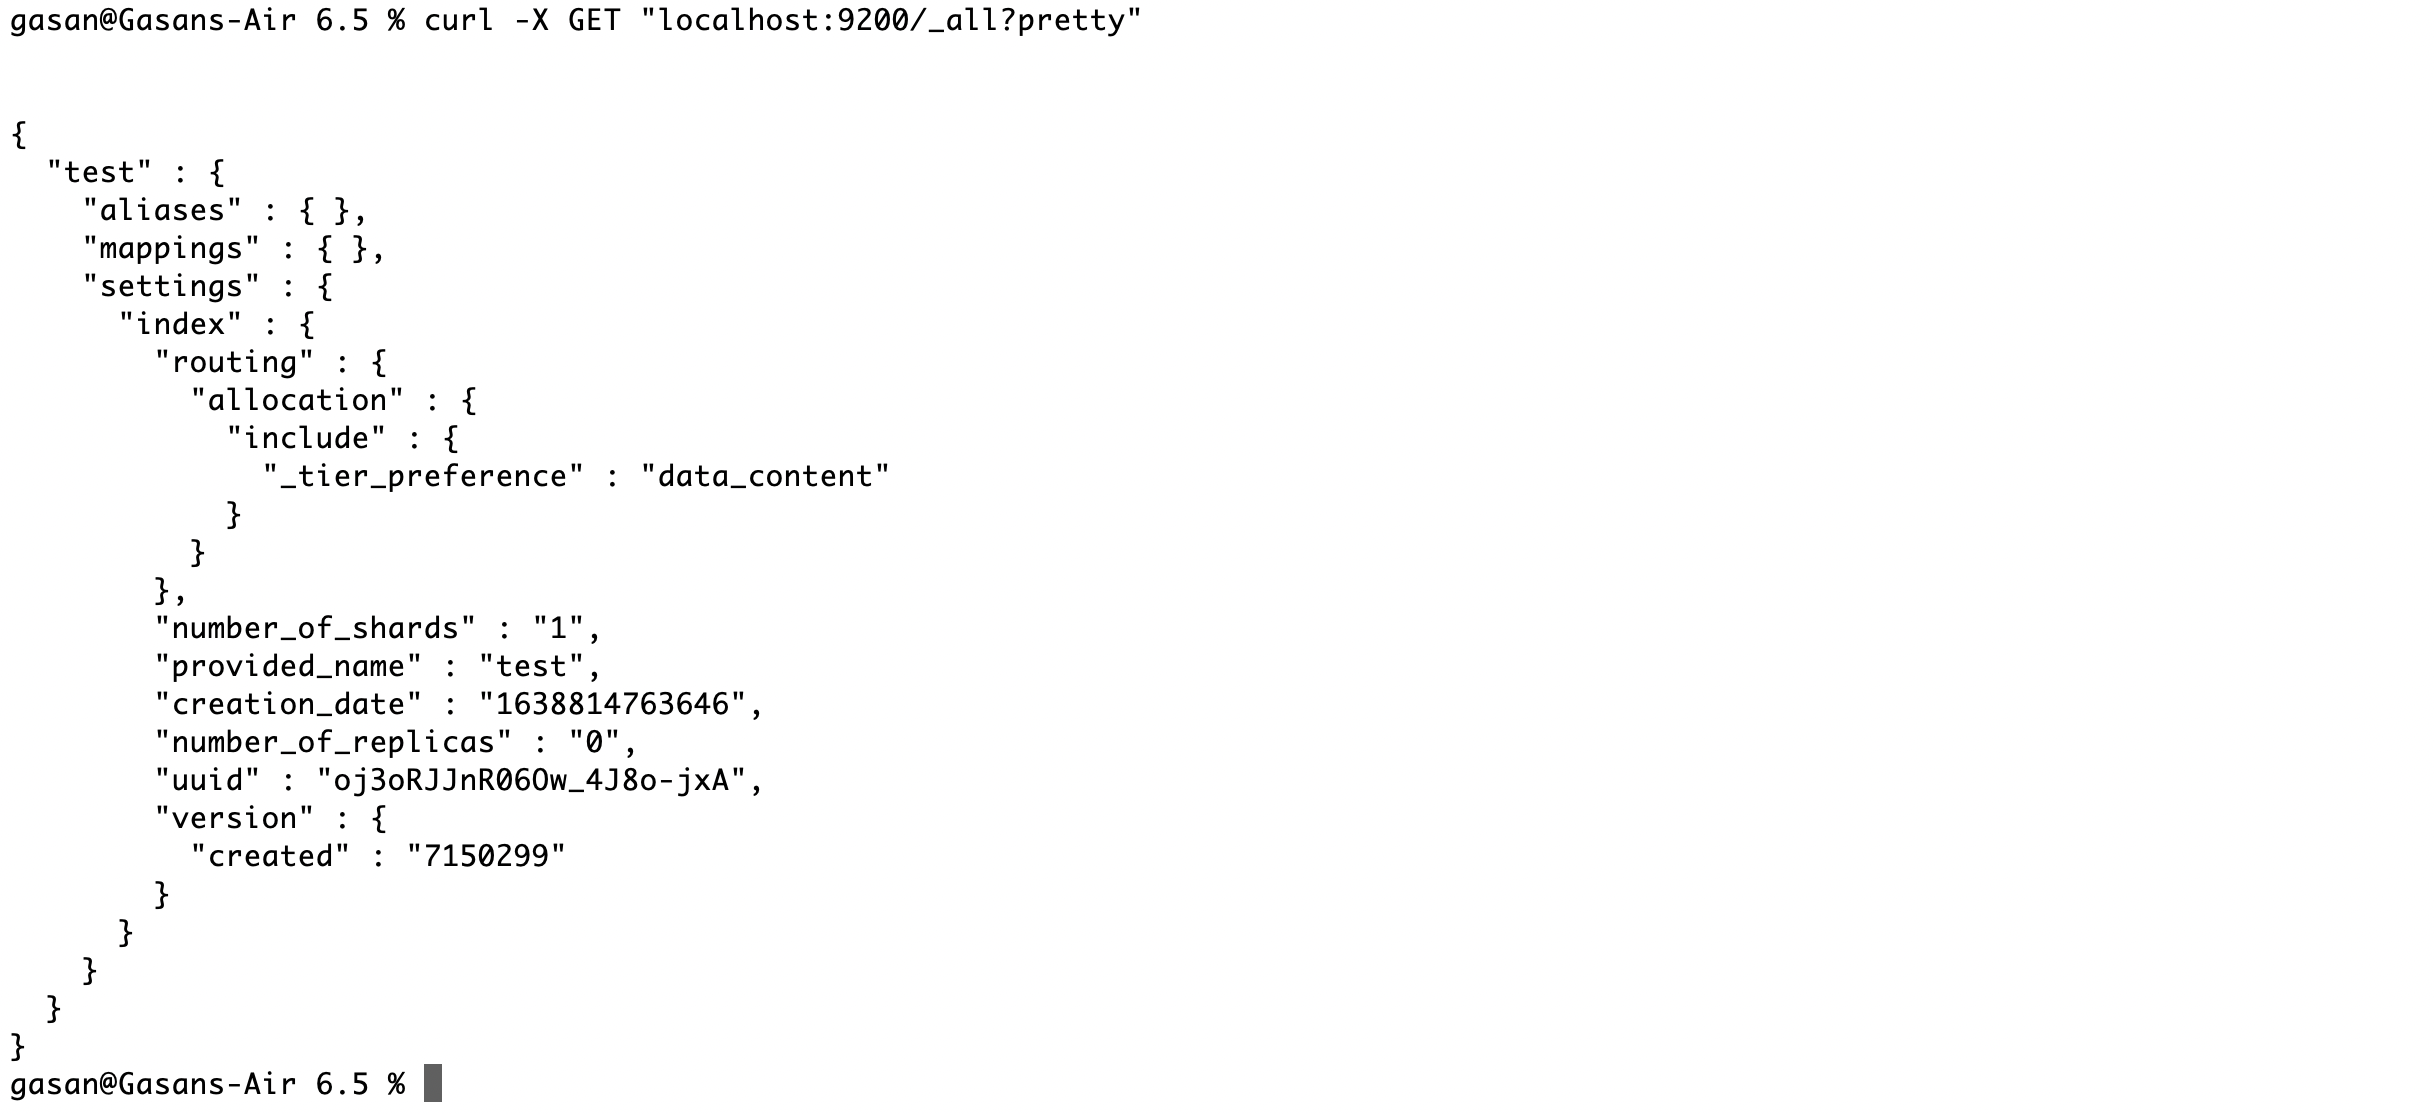 gasan@Gasans-Air 6.5 % curl -X GET "localhost:9200/_all?pretty"
{
  "test" : {
    "aliases" : { },
    "mappings" : { },
    "settings" : {
      "index" : {
        "routing" : {
          "allocation" : {
            "include" : {
              "_tier_preference" : "data_content"
            }
          }
        },
        "number_of_shards" : "1",
        "provided_name" : "test",
        "creation_date" : "1638814763646",
        "number_of_replicas" : "0",
        "uuid" : "oj3oRJJnR06Ow_4J8o-jxA",
        "version" : {
          "created" : "7150299"
        }
      }
    }
  }
}
gasan@Gasans-Air 6.5 %